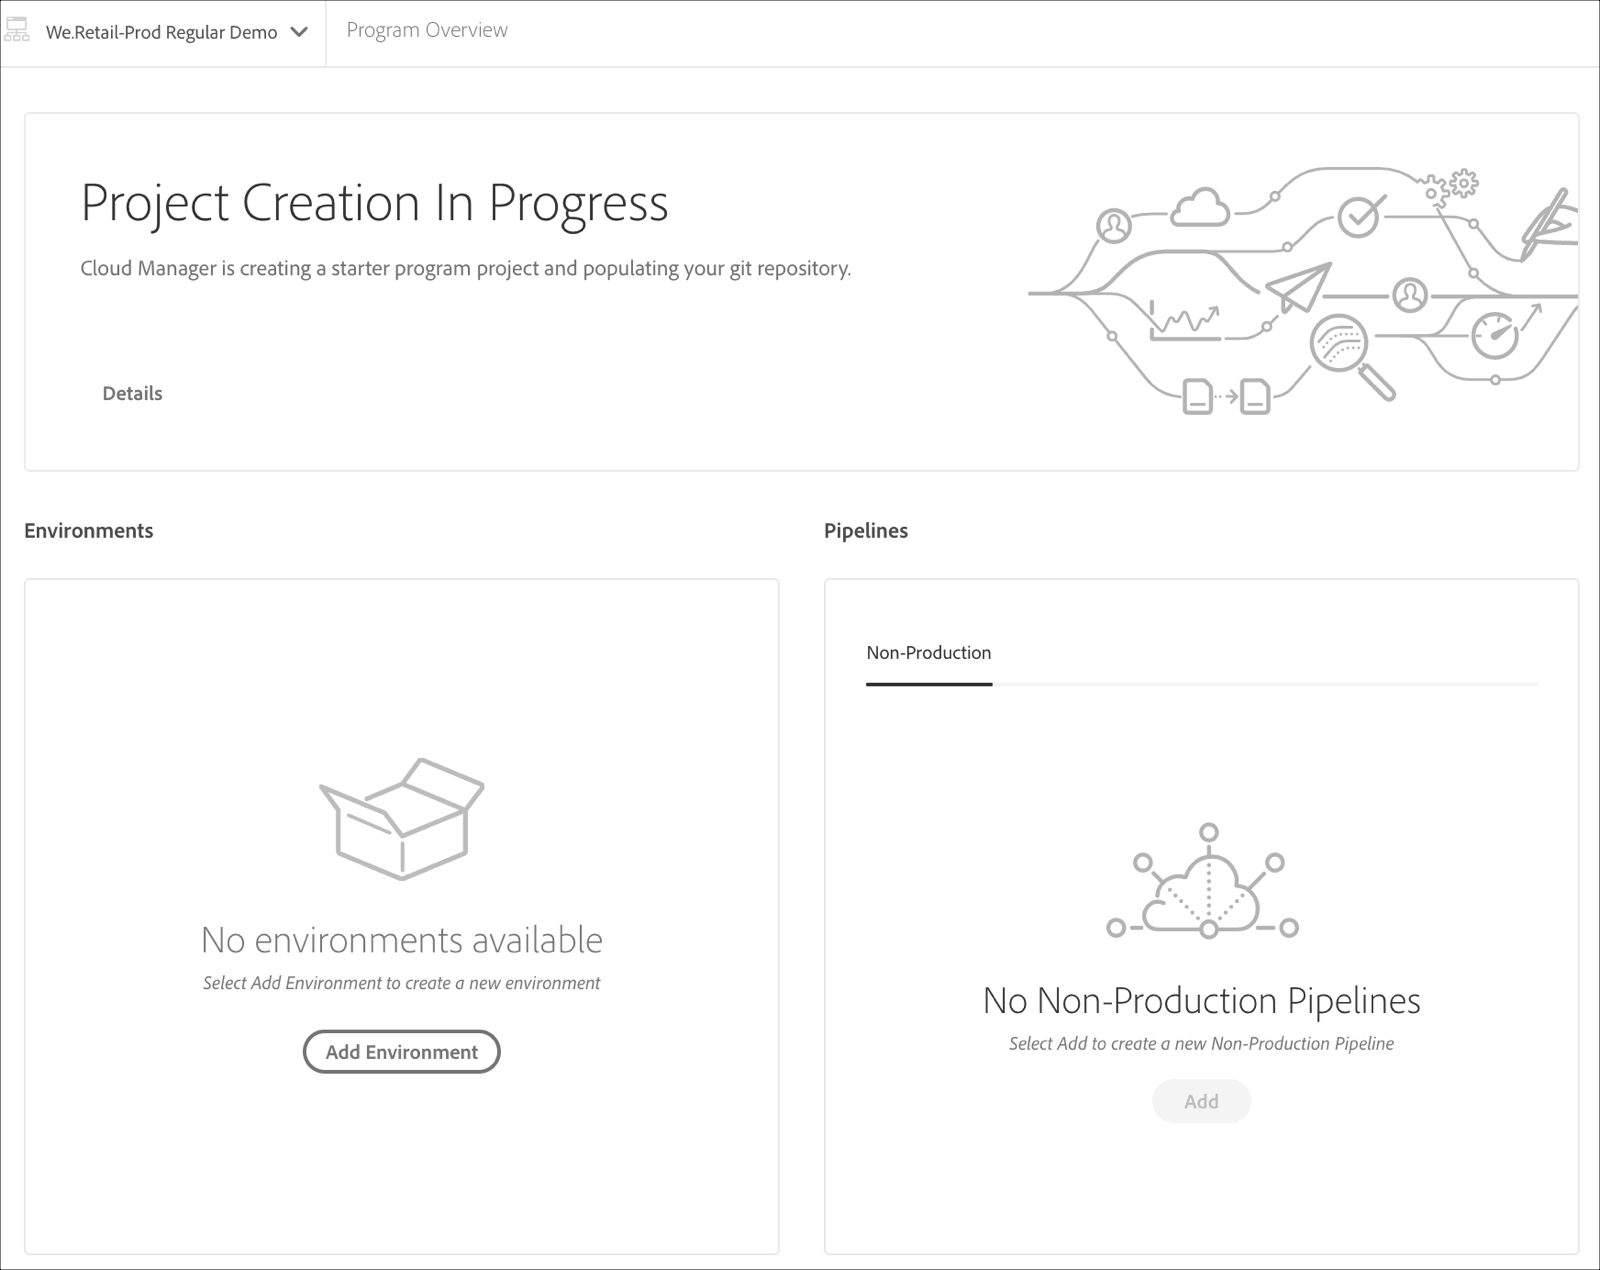 We.Retail-Prod Regular Demo
Program Overview
Project Creation In Progress
Cloud Manager is creating a starter program project and populating your git repository.
Details
Environments
Pipelines
Non-Production
No environments available
Select Add Environment to create a new environment
Add Environment
No Non-Production Pipelines
Select Add to create a new Non-Production Pipeline
Add